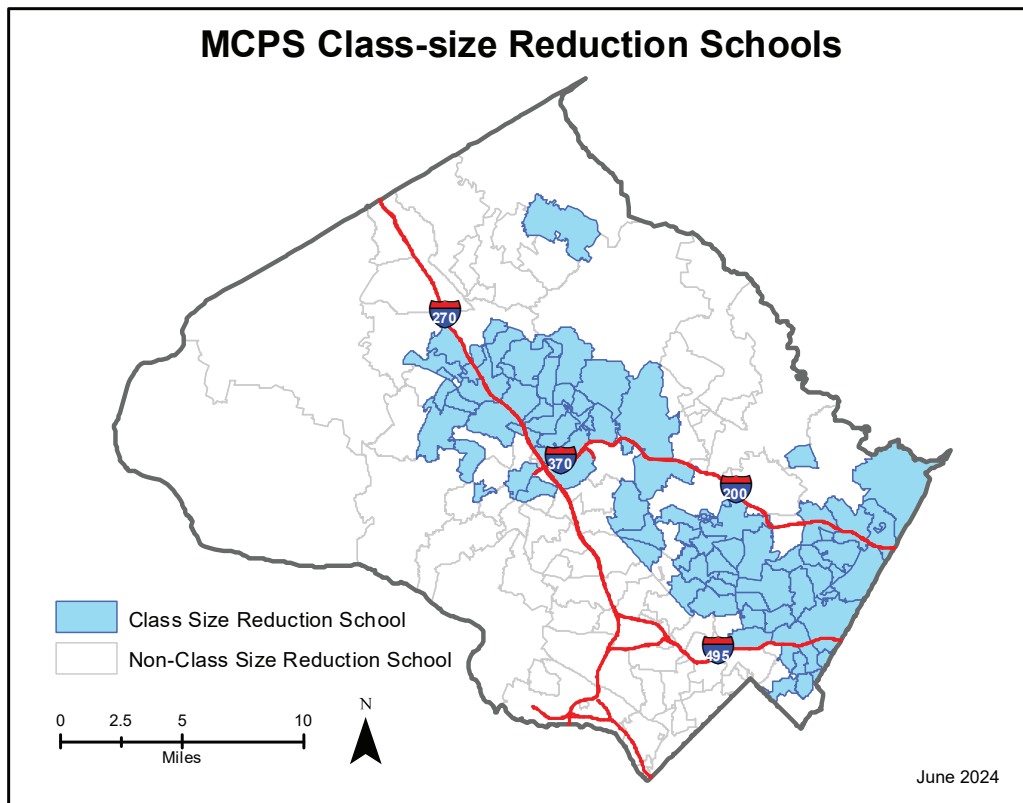 MCPS Class-size Reduction Schools
270
370
200
495
Class Size Reduction School
Non-Class Size Reduction School
0 2.5 5 10
Miles
N
June 2024